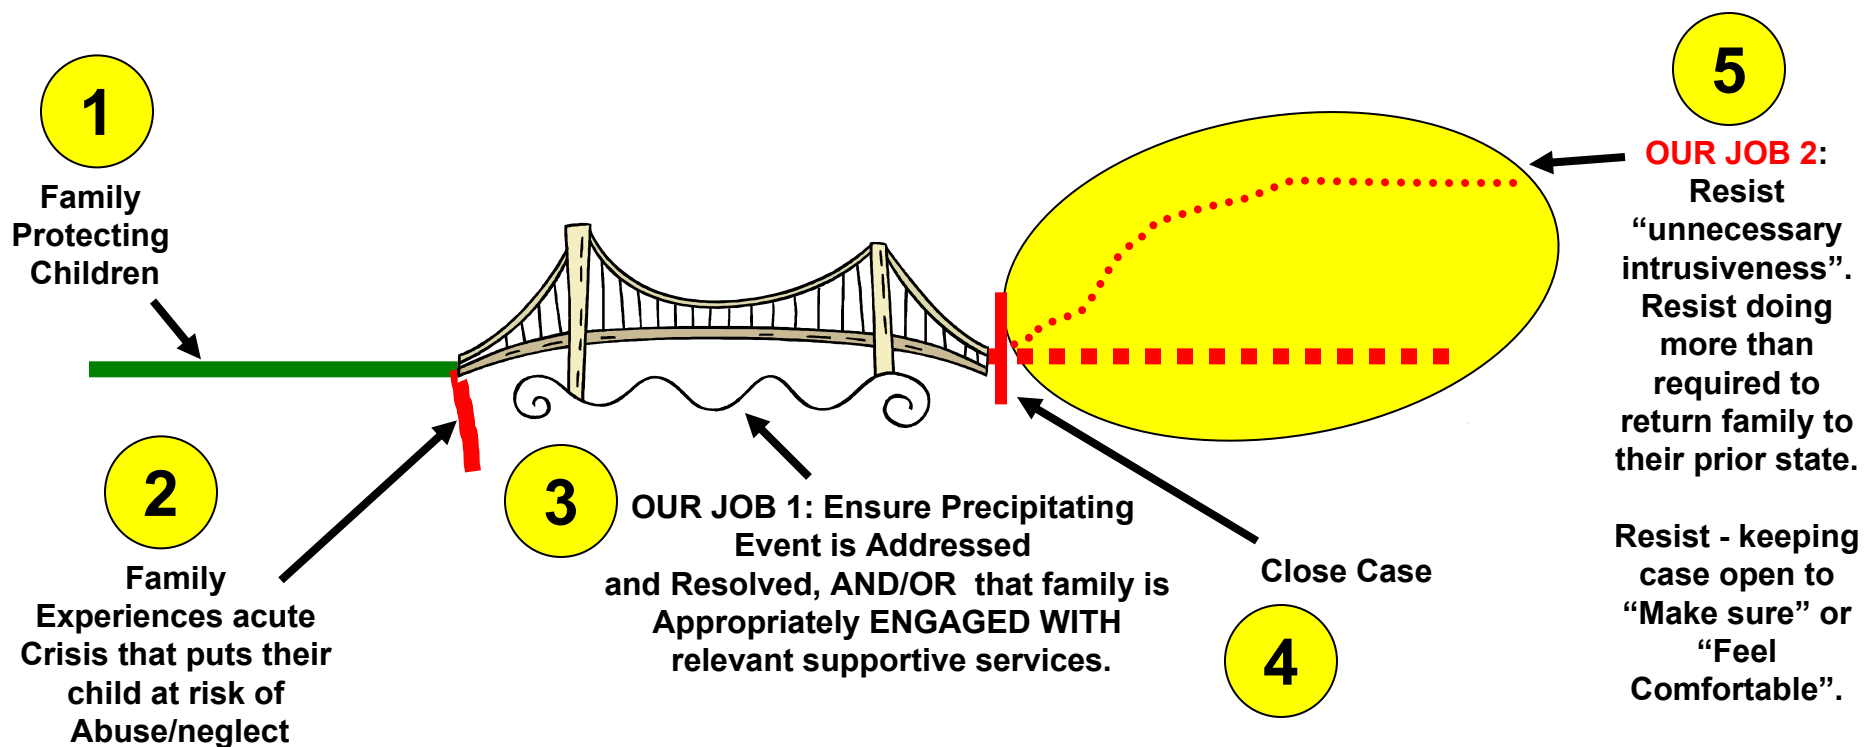 1
Family
Protecting
Children
2
Family
Experiences acute
Crisis that puts their
child at risk of
Abuse/neglect
3
OUR JOB 1: Ensure Precipitating
Event is Addressed
and Resolved, AND/OR that family is
Appropriately ENGAGED WITH
relevant supportive services.
Close Case
4
5
OUR JOB 2:
Resist
“unnecessary
intrusiveness”.
Resist doing
more than
required to
return family to
their prior state.
Resist - keeping
case open to
“Make sure” or
“Feel
Comfortable”.